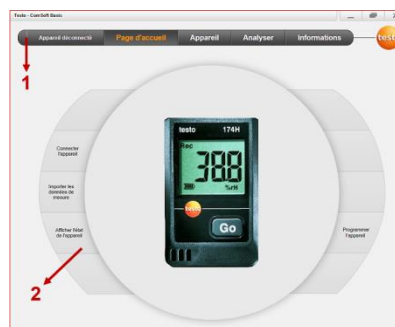 Testo - ComSoft Basic
Appareil déconnecté Page d'accueil Appareil Analyser Informations testo
1
testo 174H
Rec
38.8
%rH
Connecter
l'appareil
Importer les
données de
mesure
Afficher l'état
de l'appareil
Programmer
l'appareil
Go
2